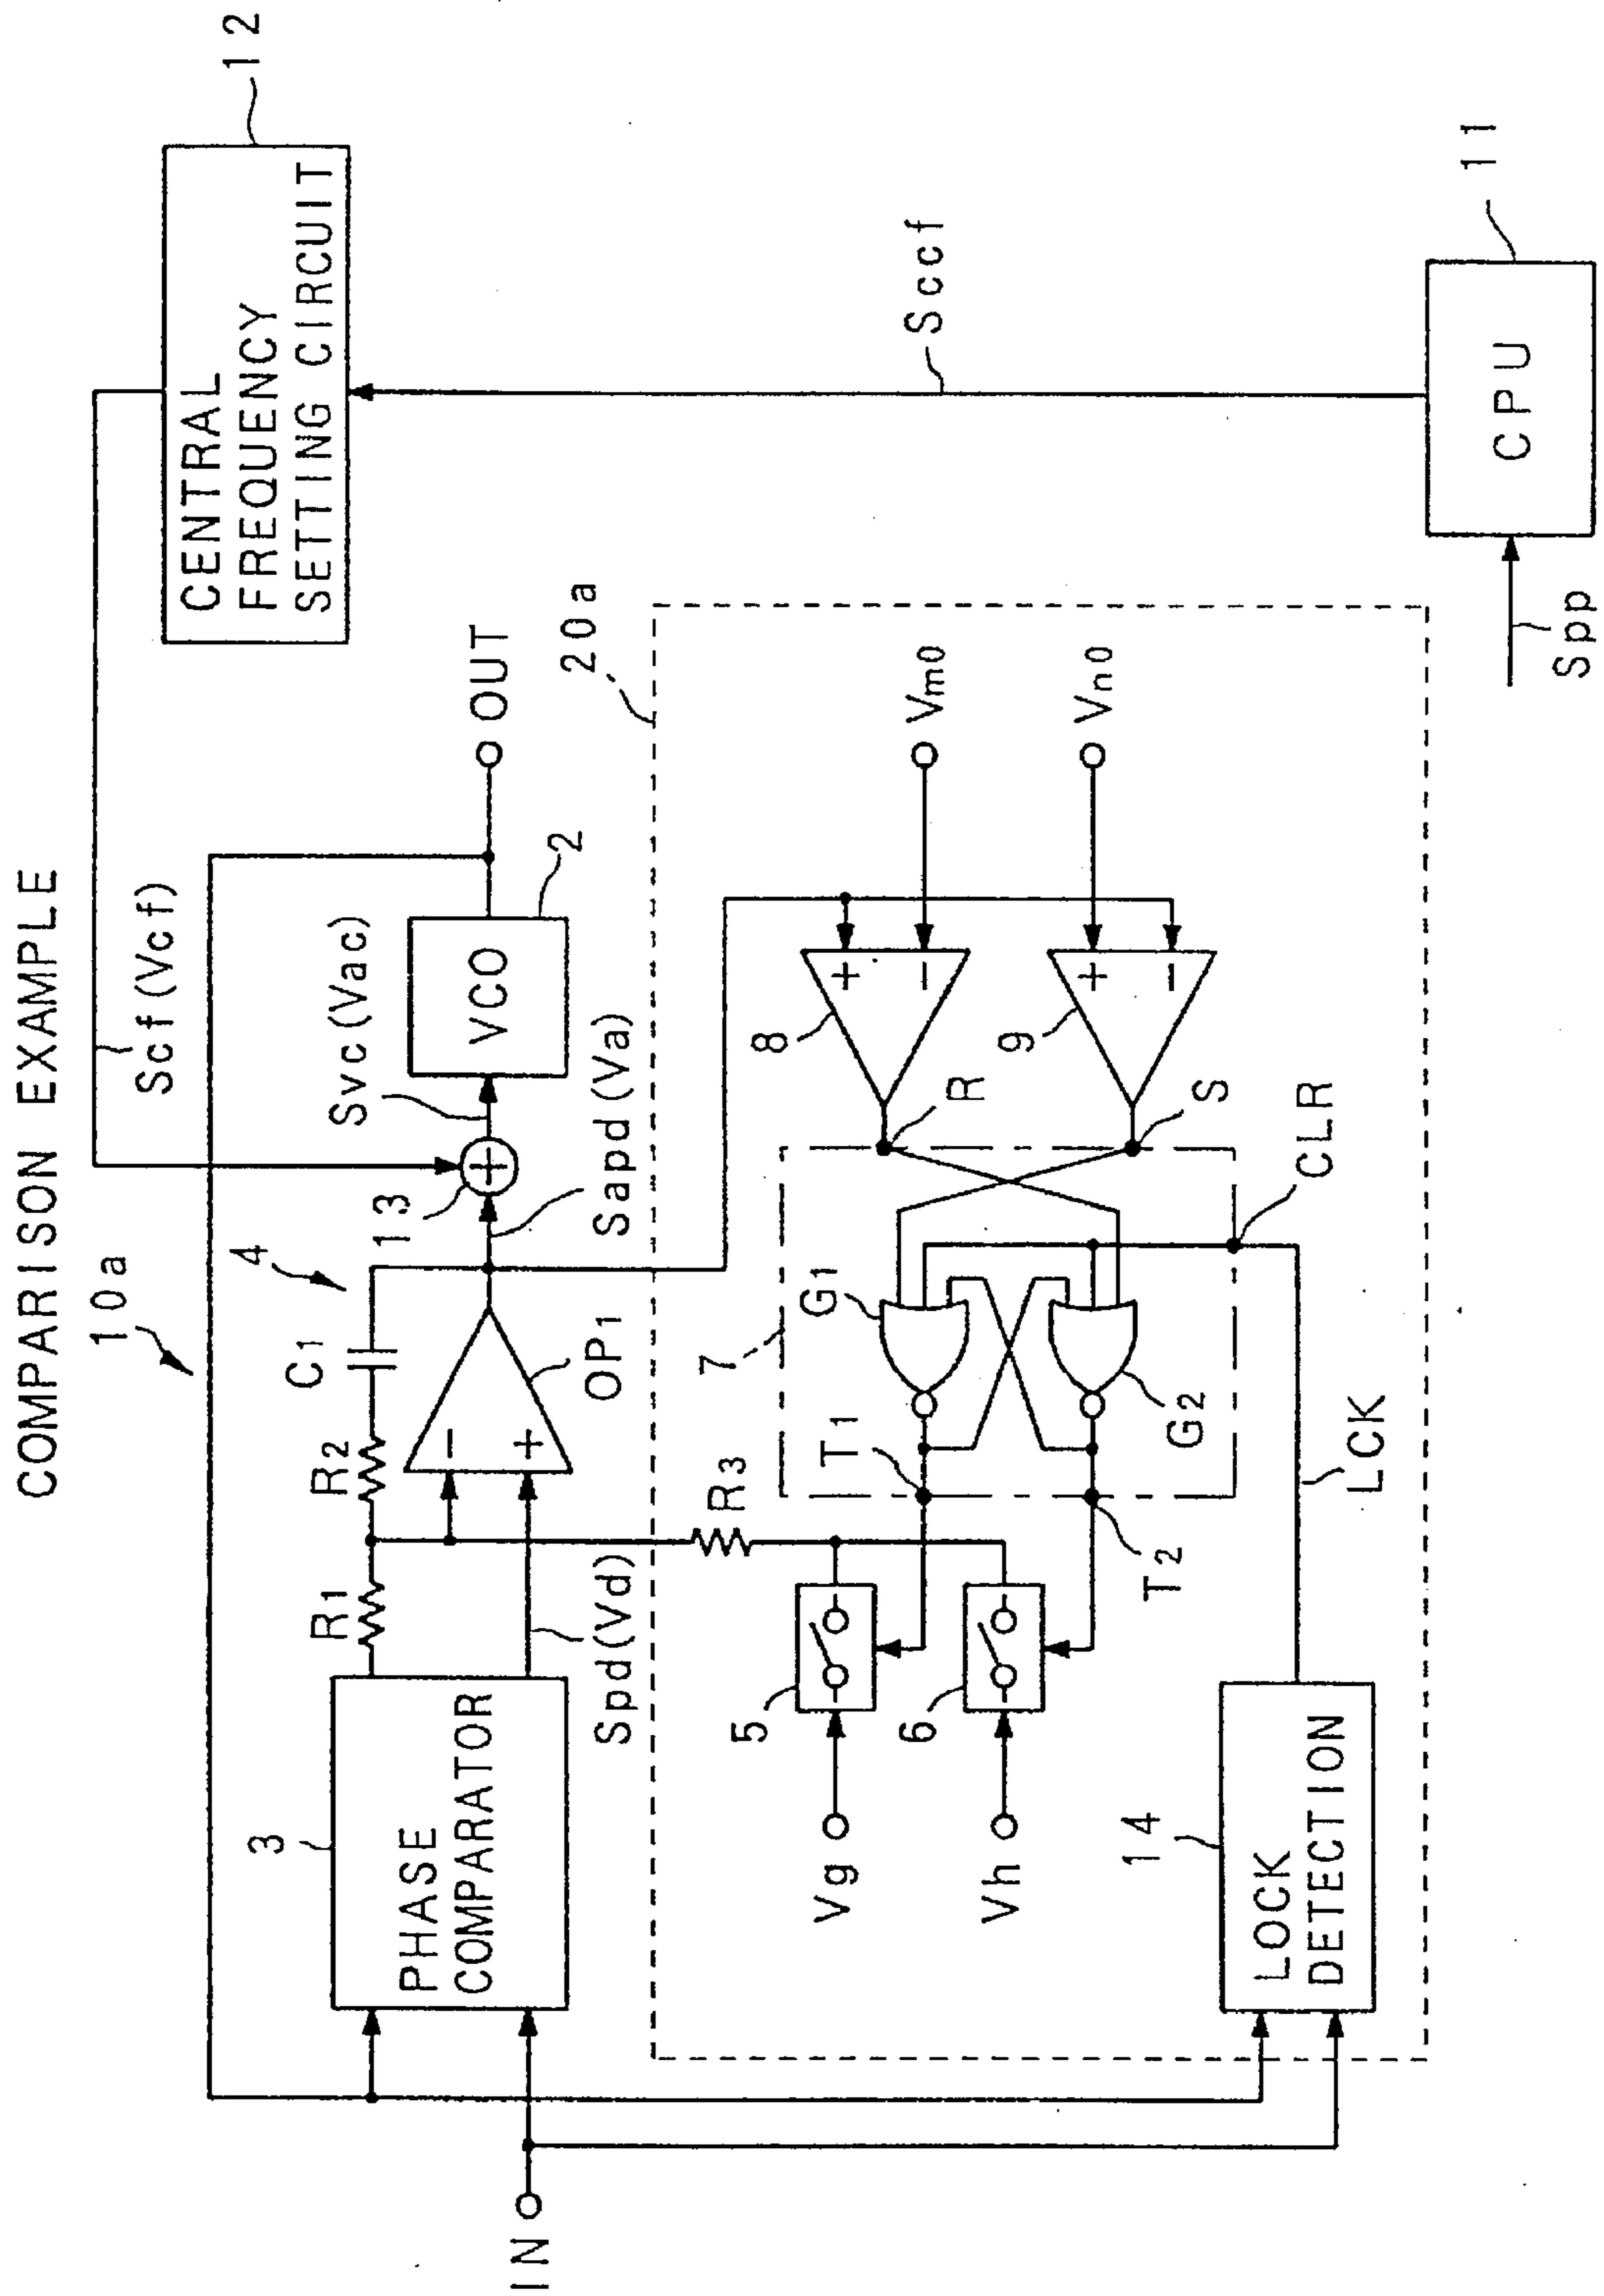 COMPARISON EXAMPLE
10a
Scf(Vcf)
12
CENTRAL
FREQUENCY
SETTING CIRCUIT
3
PHASE
COMPARATOR
R1
R2
C1
4
13
Svc(Vac)
VCO
2
OUT
IN
OP1
-
+
+
Spd(Vd)
Sapd(Va)
20a
Sccf
R3
5
Vg
6
Vh
T1
T2
7
G1
G2
8
+
-
9
+
-
R
S
CLR
Vm0
Vn0
14
LOCK
DETECTION
LCK
Spp
CPU
11